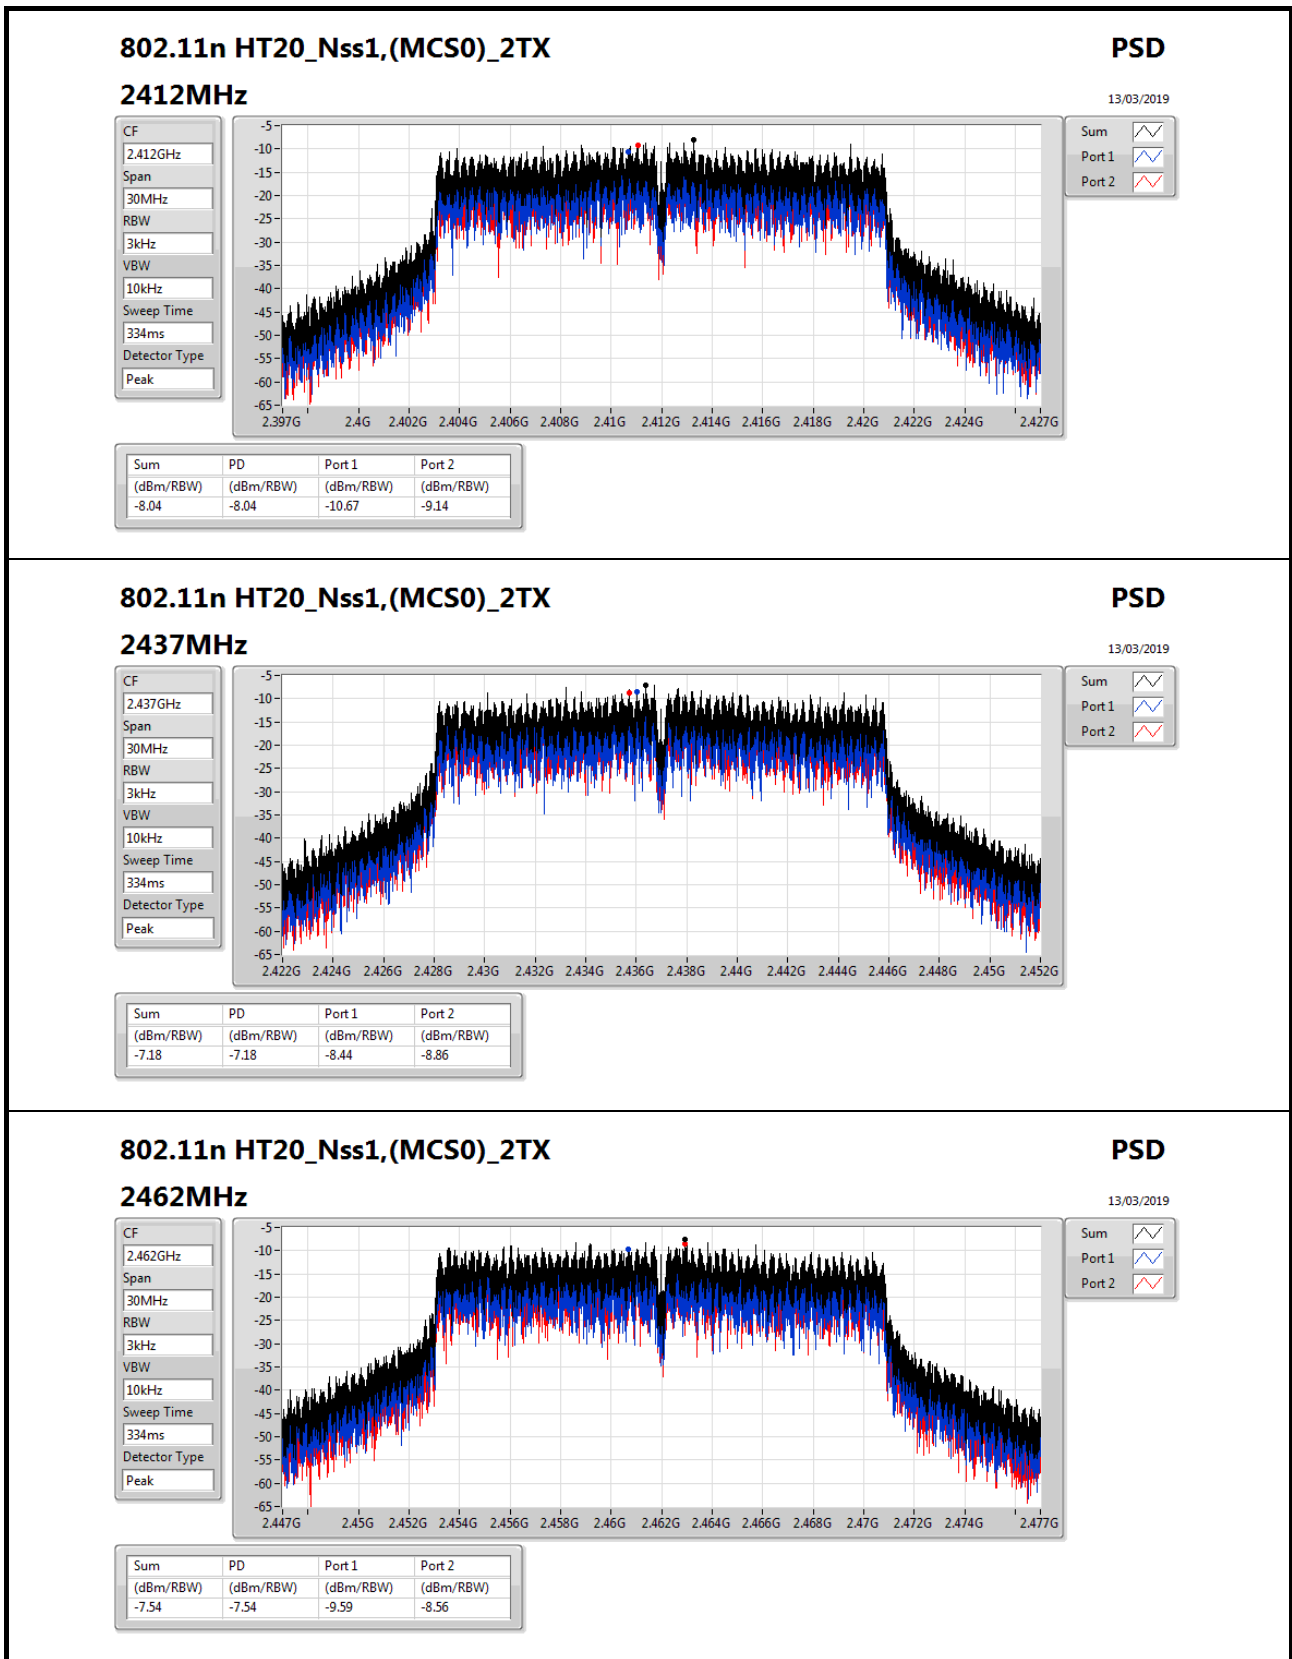 802.11n HT20_Nss1,(MCS0)_2TX PSD
2412MHz 13/03/2019
CF
2.412GHz
Span
30MHz
RBW
3kHz
VBW
10kHz
Sweep Time
334ms
Detector Type
Peak
-5
-10
-15
-20
-25
-30
-35
-40
-45
-50
-55
-60
-65
2.397G 2.4G 2.402G 2.404G 2.406G 2.408G 2.41G 2.412G 2.414G 2.416G 2.418G 2.42G 2.422G 2.424G 2.427G
Sum
Port 1
Port 2
Sum PD Port 1 Port 2
(dBm/RBW) (dBm/RBW) (dBm/RBW) (dBm/RBW)
-8.04 -8.04 -10.67 -9.14
802.11n HT20_Nss1,(MCS0)_2TX PSD
2437MHz 13/03/2019
CF
2.437GHz
Span
30MHz
RBW
3kHz
VBW
10kHz
Sweep Time
334ms
Detector Type
Peak
-5
-10
-15
-20
-25
-30
-35
-40
-45
-50
-55
-60
-65
2.422G 2.424G 2.426G 2.428G 2.43G 2.432G 2.434G 2.436G 2.438G 2.44G 2.442G 2.444G 2.446G 2.448G 2.45G 2.452G
Sum
Port 1
Port 2
Sum PD Port 1 Port 2
(dBm/RBW) (dBm/RBW) (dBm/RBW) (dBm/RBW)
-7.18 -7.18 -8.44 -8.86
802.11n HT20_Nss1,(MCS0)_2TX PSD
2462MHz 13/03/2019
CF
2.462GHz
Span
30MHz
RBW
3kHz
VBW
10kHz
Sweep Time
334ms
Detector Type
Peak
-5
-10
-15
-20
-25
-30
-35
-40
-45
-50
-55
-60
-65
2.447G 2.45G 2.452G 2.454G 2.456G 2.458G 2.46G 2.462G 2.464G 2.466G 2.468G 2.47G 2.472G 2.474G 2.477G
Sum
Port 1
Port 2
Sum PD Port 1 Port 2
(dBm/RBW) (dBm/RBW) (dBm/RBW) (dBm/RBW)
-7.54 -7.54 -9.59 -8.56